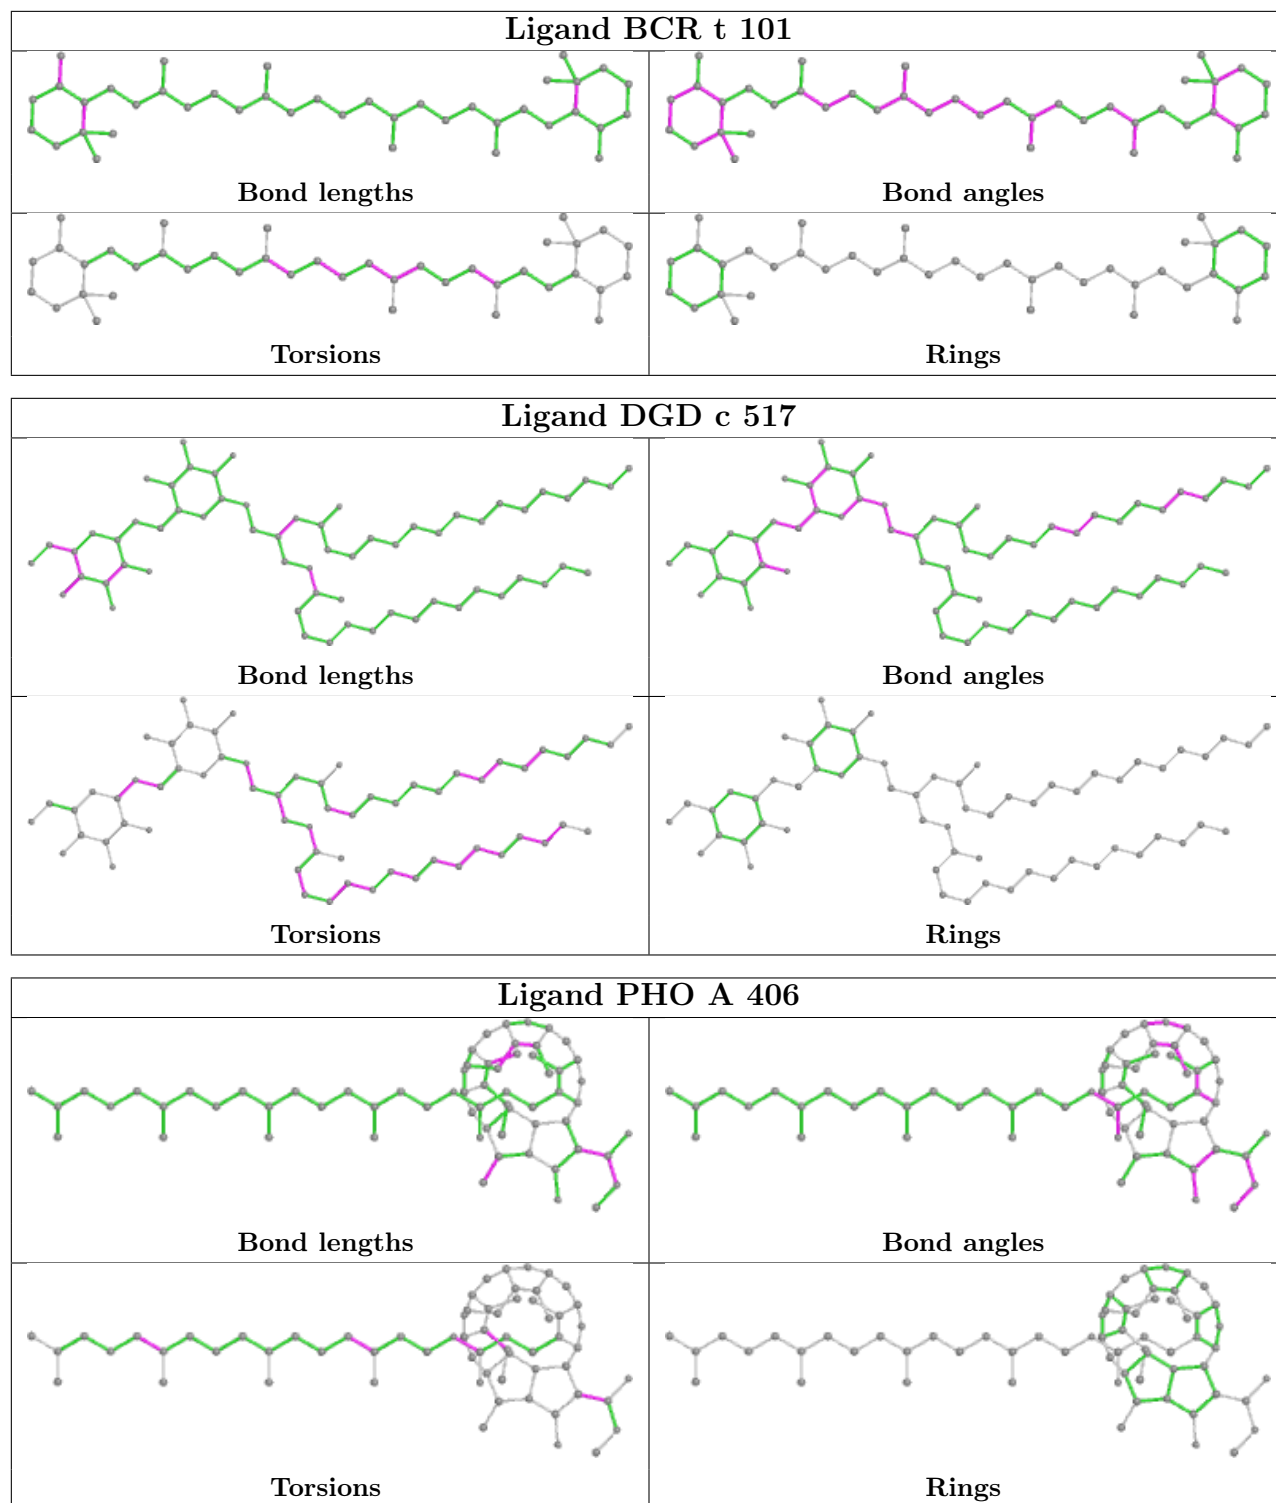 Ligand BCR t 101
Bond lengths
Bond angles
Torsions
Rings
Ligand DGD c 517
Bond lengths
Bond angles
Torsions
Rings
Ligand PHO A 406
Bond lengths
Bond angles
Torsions
Rings